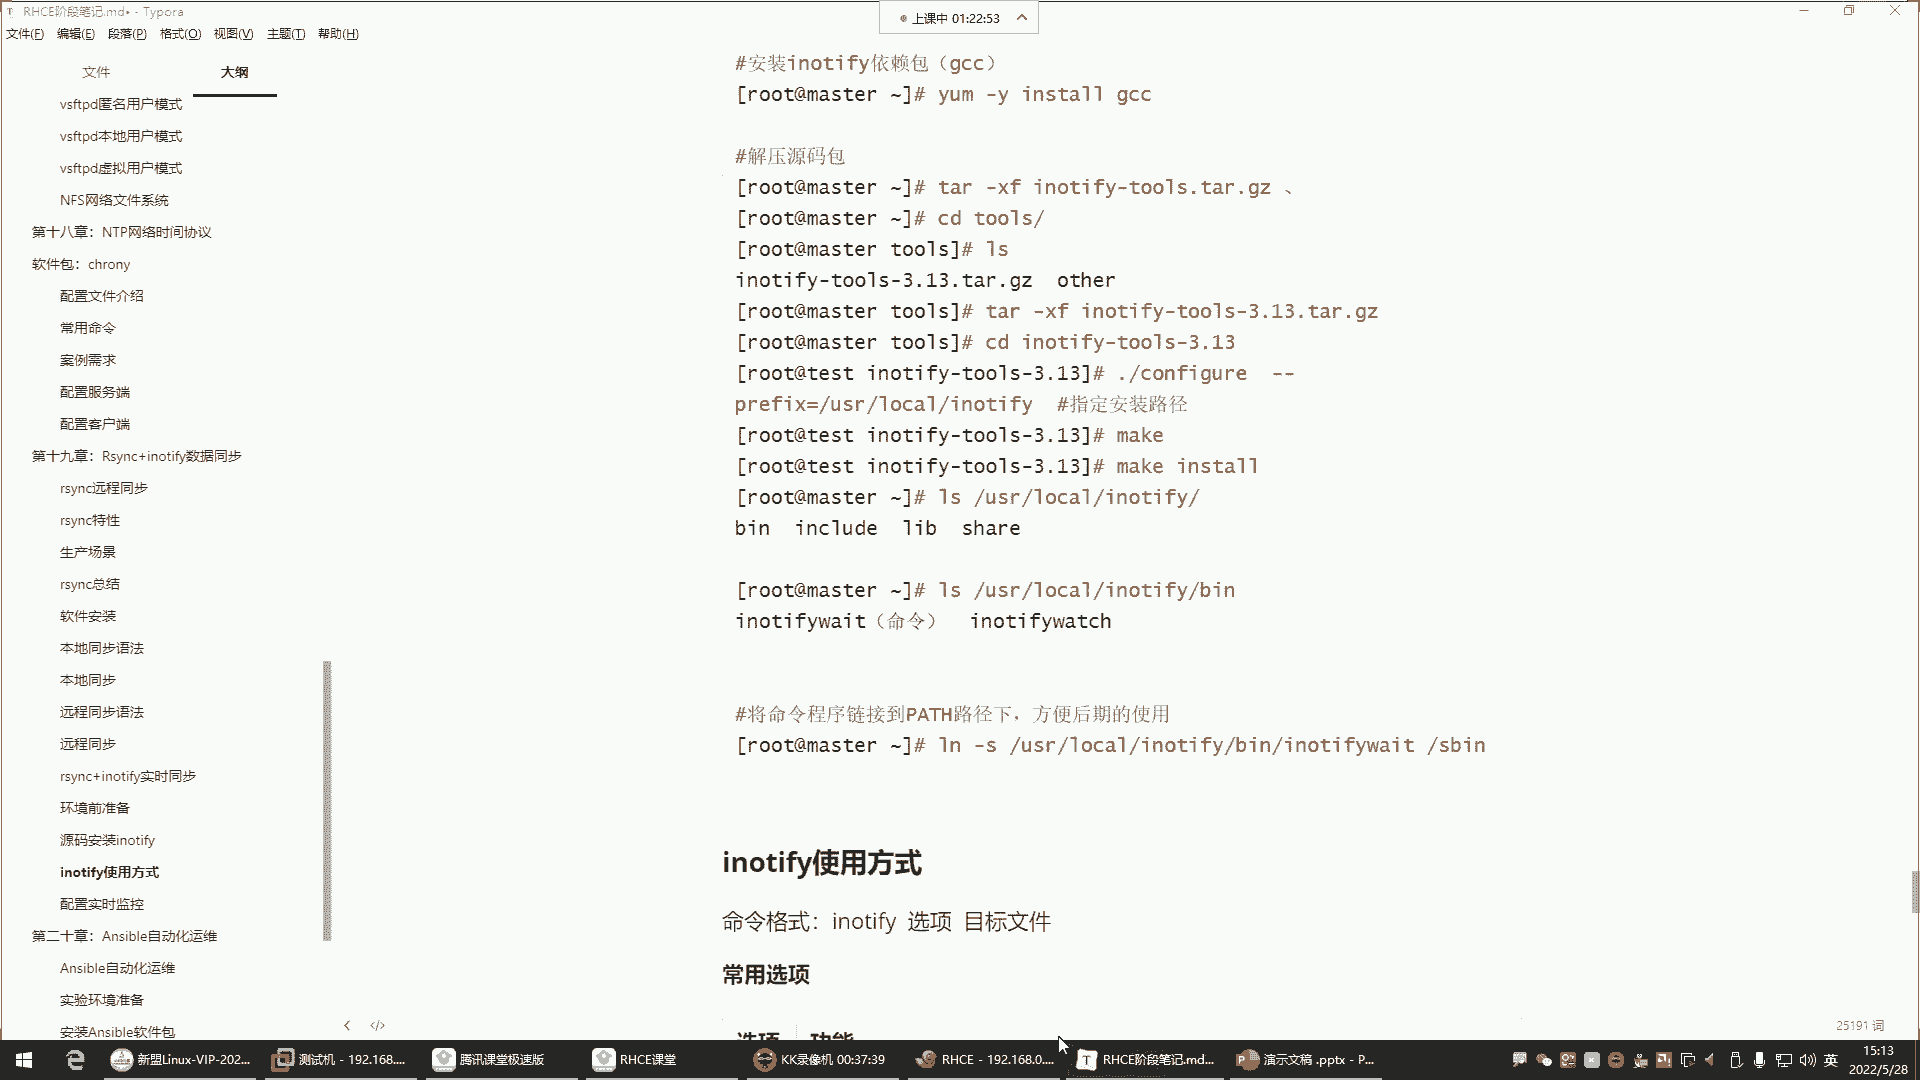 RHCE阶段笔记.md• - Typora
上课中 01:22:53
文件(F) 编辑(E) 段落(P) 格式(O) 视图(V) 主题(T) 帮助(H)
文件 大纲
vsftpd匿名用户模式
vsftpd本地用户模式
vsftpd虚拟用户模式
NFS网络文件系统
第十八章：NTP网络时间协议
软件包：chrony
配置文件介绍
常用命令
案例需求
配置服务端
配置客户端
第十九章：Rsync+inotify数据同步
rsync远程同步
rsync特性
生产场景
rsync总结
软件安装
本地同步语法
本地同步
远程同步语法
远程同步
rsync+inotify实时同步
环境前准备
源码安装inotify
inotify使用方式
配置实时监控
第二十章：Ansible自动化运维
Ansible自动化运维
实验环境准备
安装Ansible软件包
#安装inotify依赖包（gcc）
[root@master ~]# yum -y install gcc
#解压源码包
[root@master ~]# tar -xf inotify-tools.tar.gz 、
[root@master ~]# cd tools/
[root@master tools]# ls
inotify-tools-3.13.tar.gz  other
[root@master tools]# tar -xf inotify-tools-3.13.tar.gz
[root@master tools]# cd inotify-tools-3.13
[root@test inotify-tools-3.13]# ./configure  --
prefix=/usr/local/inotify  #指定安装路径
[root@test inotify-tools-3.13]# make
[root@test inotify-tools-3.13]# make install
[root@master ~]# ls /usr/local/inotify/
bin  include  lib  share
[root@master ~]# ls /usr/local/inotify/bin
inotifywait（命令）  inotifywatch
#将命令程序链接到PATH路径下，方便后期的使用
[root@master ~]# ln -s /usr/local/inotify/bin/inotifywait /sbin
inotify使用方式
命令格式：inotify 选项 目标文件
常用选项
选项 功能
25191 词
新盟Linux-VIP-202... 测试机 - 192.168.... 腾讯课堂极速版 RHCE课堂 KK录像机 00:37:39 RHCE - 192.168.0.... RHCE阶段笔记.md... 演示文稿 .pptx - P... 英
15:13
2022/5/28